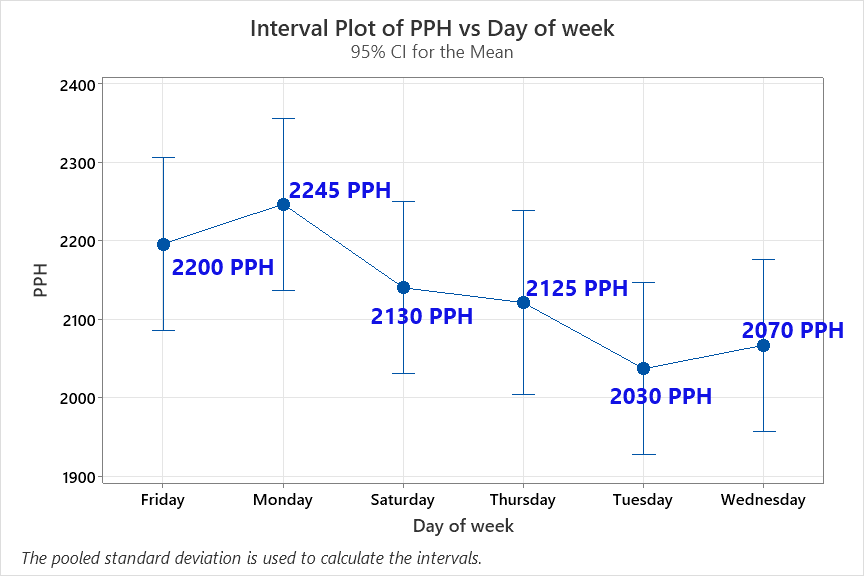 Interval Plot of PPH vs Day of week
95% CI for the Mean
2400
2300
2200
2100
2000
1900
PPH
2200 PPH
2245 PPH
2130 PPH
2125 PPH
2030 PPH
2070 PPH
Friday Monday Saturday Thursday Tuesday Wednesday
Day of week
The pooled standard deviation is used to calculate the intervals.